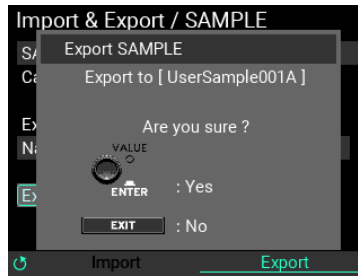 Import & Export / SAMPLE
Export SAMPLE
Export to [ UserSample001A ]
Are you sure ?
VALUE
ENTER : Yes
EXIT : No
Import Export